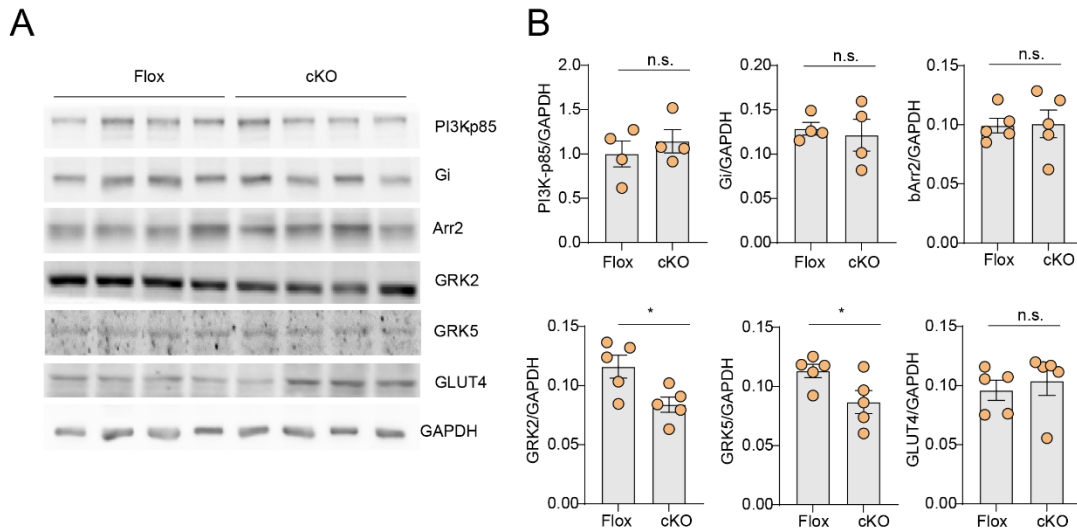 A
Flox cKO
PI3Kp85
Gi
Arr2
GRK2
GRK5
GLUT4
GAPDH
B
n.s.
PI3K-p85/GAPDH
2.0
1.5
1.0
0.5
0.0
Flox cKO
n.s.
Gi/GAPDH
0.20
0.15
0.10
0.05
0.00
Flox cKO
n.s.
bArr2/GAPDH
0.15
0.10
0.05
0.00
Flox cKO
*
GRK2/GAPDH
0.15
0.10
0.05
0.00
Flox cKO
*
GRK5/GAPDH
0.15
0.10
0.05
0.00
Flox cKO
n.s.
GLUT4/GAPDH
0.15
0.10
0.05
0.00
Flox cKO